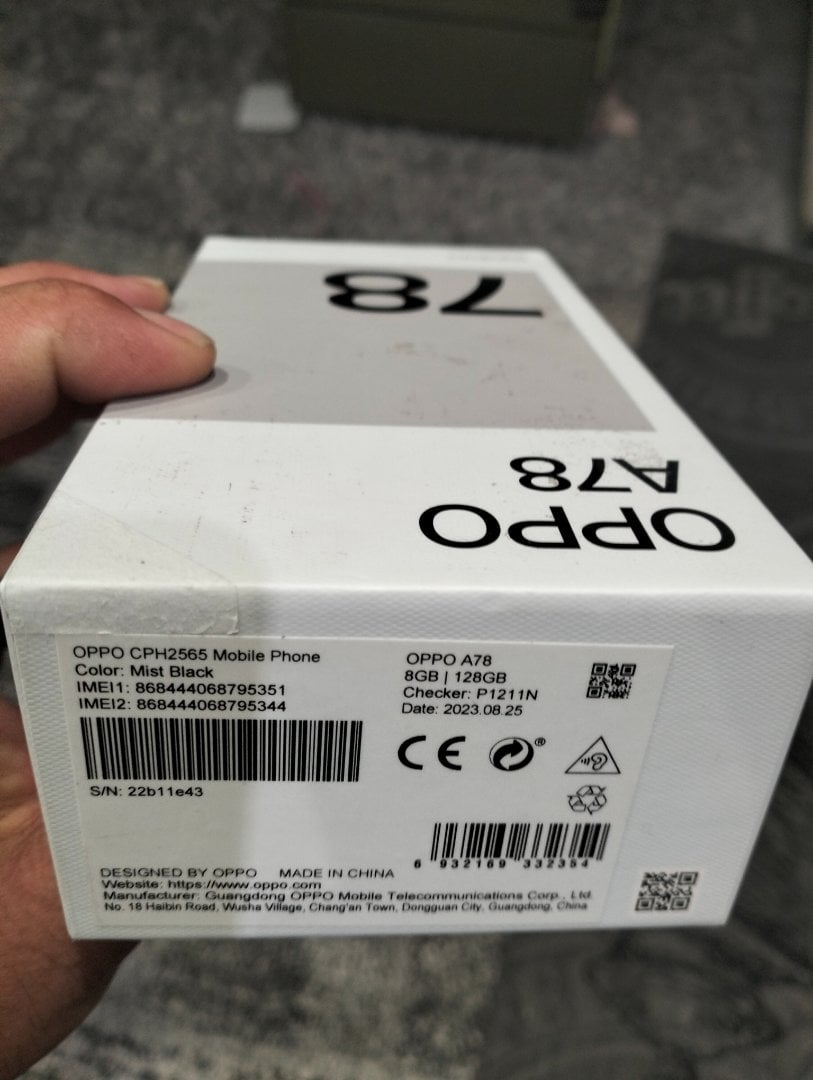 78
A78
OPPO
OPPO CPH2565 Mobile Phone
Color: Mist Black
IMEI1: 868444068795351
IMEI2: 868444068795344
S/N: 22b11e43
OPPO A78
8GB | 128GB
Checker: P1211N
Date: 2023.08.25
CE ®
6 932169 332354
DESIGNED BY OPPO MADE IN CHINA
Website: https://www.oppo.com
Manufacturer: Guangdong OPPO Mobile Telecommunications Corp., Ltd.
No. 18 Haibin Road, Wusha Village, Chang'an Town, Dongguan City, Guangdong, China